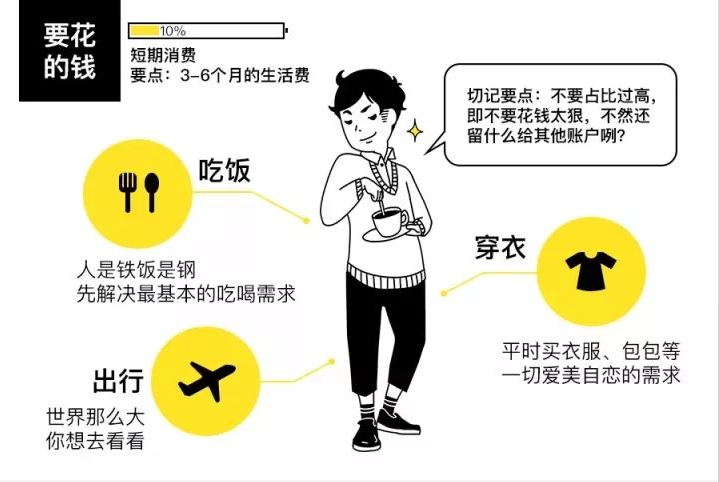 要花
的钱
10%
短期消费
要点：3-6个月的生活费
切记要点：不要占比过高，
即不要花钱太狠，不然还
留什么给其他账户咧？
吃饭
人是铁饭是钢
先解决最基本的吃喝需求
穿衣
平时买衣服、包包等
一切爱美自恋的需求
出行
世界那么大
你想去看看